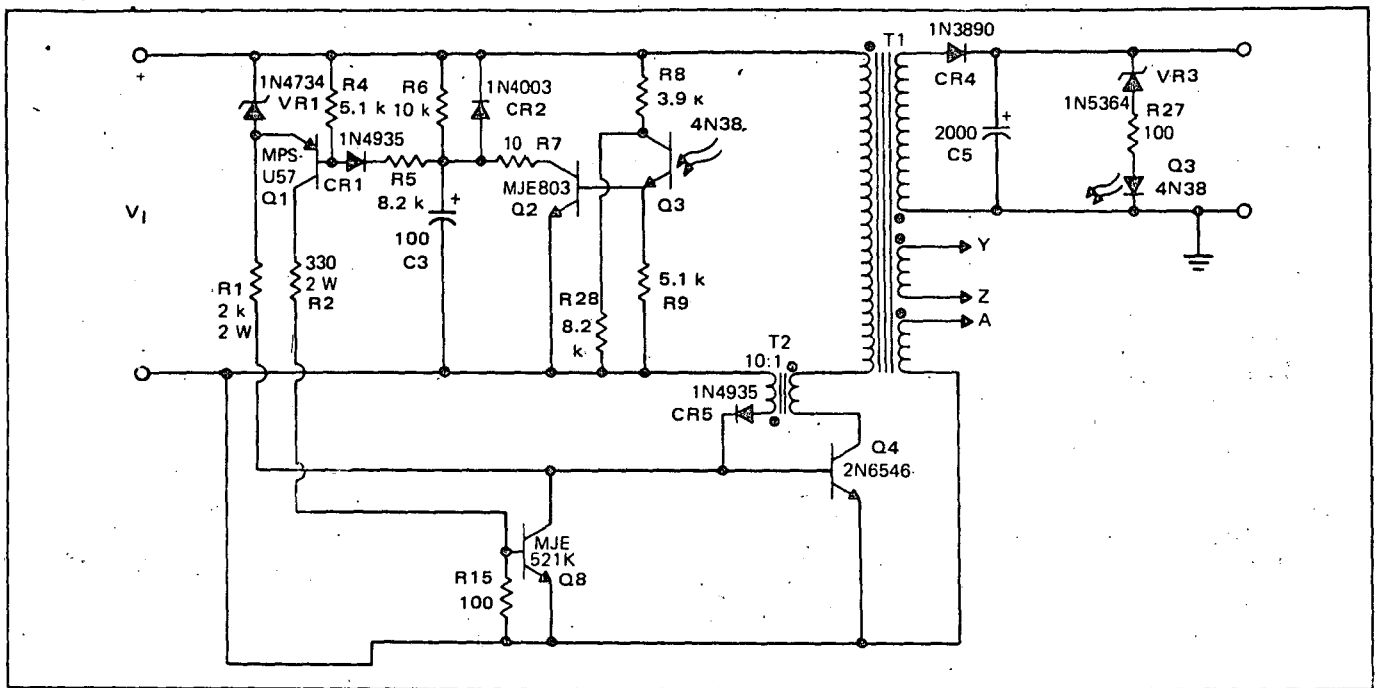 +
V_I
1N4734
VR1
R4
5.1 k
R6
10 k
1N4003
CR2
R8
3.9 k
4N38
T1
1N3890
CR4
VR3
1N5364
R27
100
2000
C5
+
Q3
4N38
MPS-
U57
Q1
1N4935
CR1
R5
8.2 k
10 R7
MJE803
Q2
Q3
+
100
C3
R1
2 k
2 W
330
2 W
R2
R28
8.2
k
5.1 k
R9
Y
Z
A
T2
10:1
1N4935
CR5
Q4
2N6546
MJE
521K
Q8
R15
100